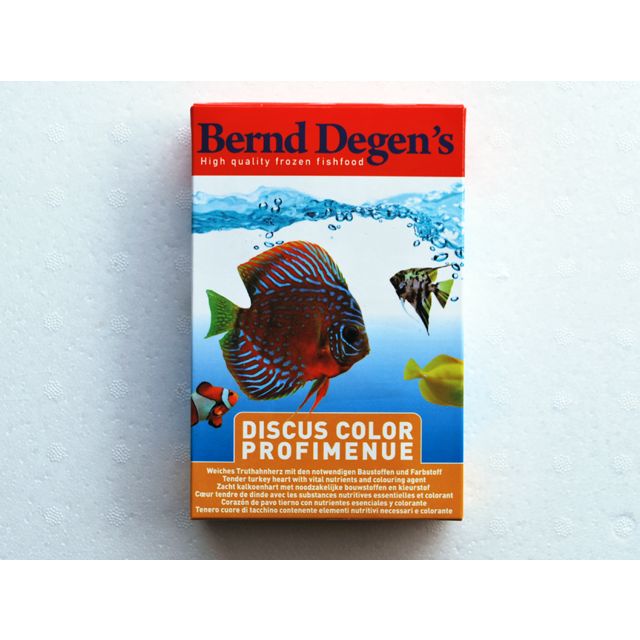 Bernd Degen's
High quality frozen fishfood
DISCUS COLOR
PROFIMENUE
Weiches Truthahnherz mit den notwendigen Baustoffen und Farbstoff
Tender turkey heart with vital nutrients and colouring agent
Zacht kalkoenhart met noodzakelijke bouwstoffen en kleurstof
Cœur tendre de dinde avec les substances nutritives essentielles et colorant
Corazón de pavo tierno con nutrientes esenciales y colorante
Tenero cuore di tacchino contenente elementi nutritivi necessari e colorante